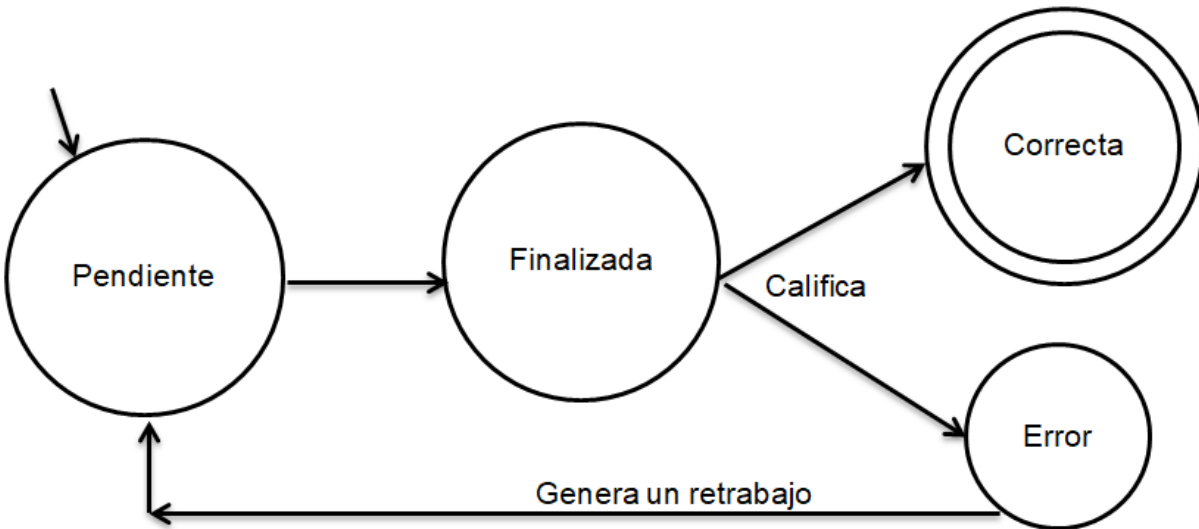 Correcta
Finalizada
Pendiente
Califica
Error
Genera un retrabajo